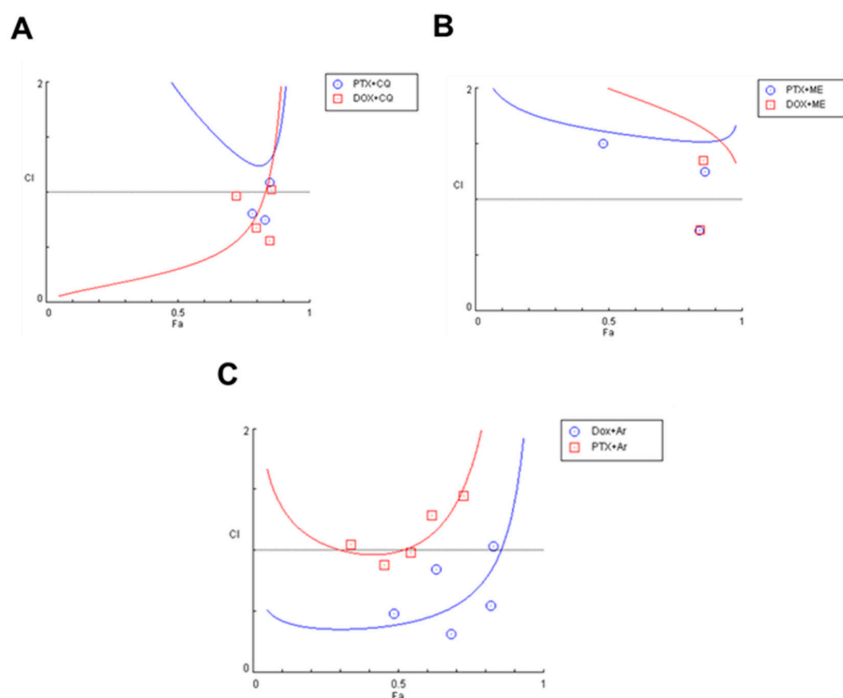 A
PTX+CQ
DOX+CQ
2
CI
0
0
0.5
1
Fa
B
PTX+ME
DOX+ME
2
CI
0
0
0.5
1
Fa
C
Dox+Ar
PTX+Ar
2
CI
0
0
0.5
1
Fa